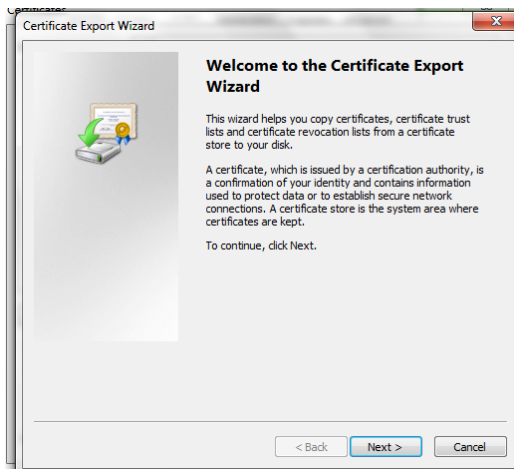 Certificates
Certificate Export Wizard
Welcome to the Certificate Export
Wizard
This wizard helps you copy certificates, certificate trust
lists and certificate revocation lists from a certificate
store to your disk.
A certificate, which is issued by a certification authority, is
a confirmation of your identity and contains information
used to protect data or to establish secure network
connections. A certificate store is the system area where
certificates are kept.
To continue, click Next.
< Back
Next >
Cancel